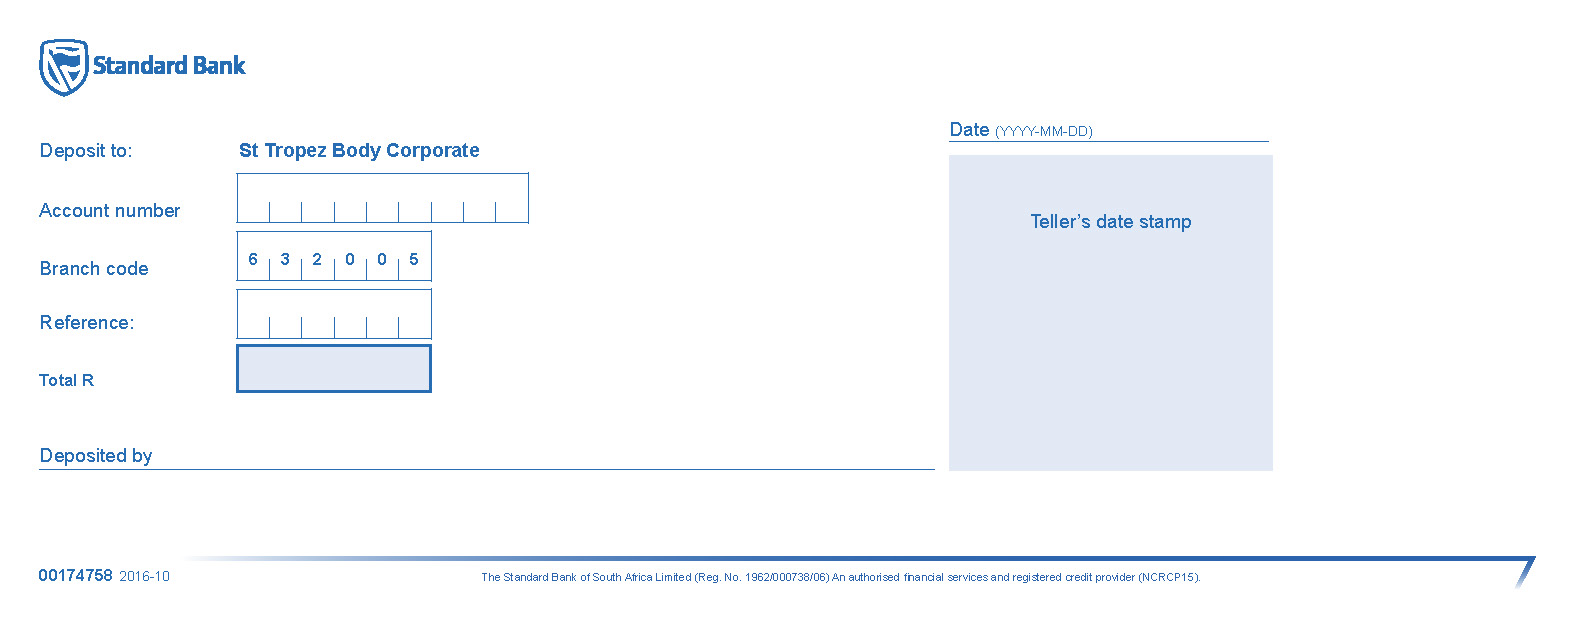 Standard Bank
Date (YYYY-MM-DD)
Deposit to: St Tropez Body Corporate
Account number
Teller’s date stamp
Branch code 6 3 2 0 0 5
Reference:
Total R
Deposited by
00174758 2016-10
The Standard Bank of South Africa Limited (Reg. No. 1962/000738/06) An authorised financial services and registered credit provider (NCRCP15).